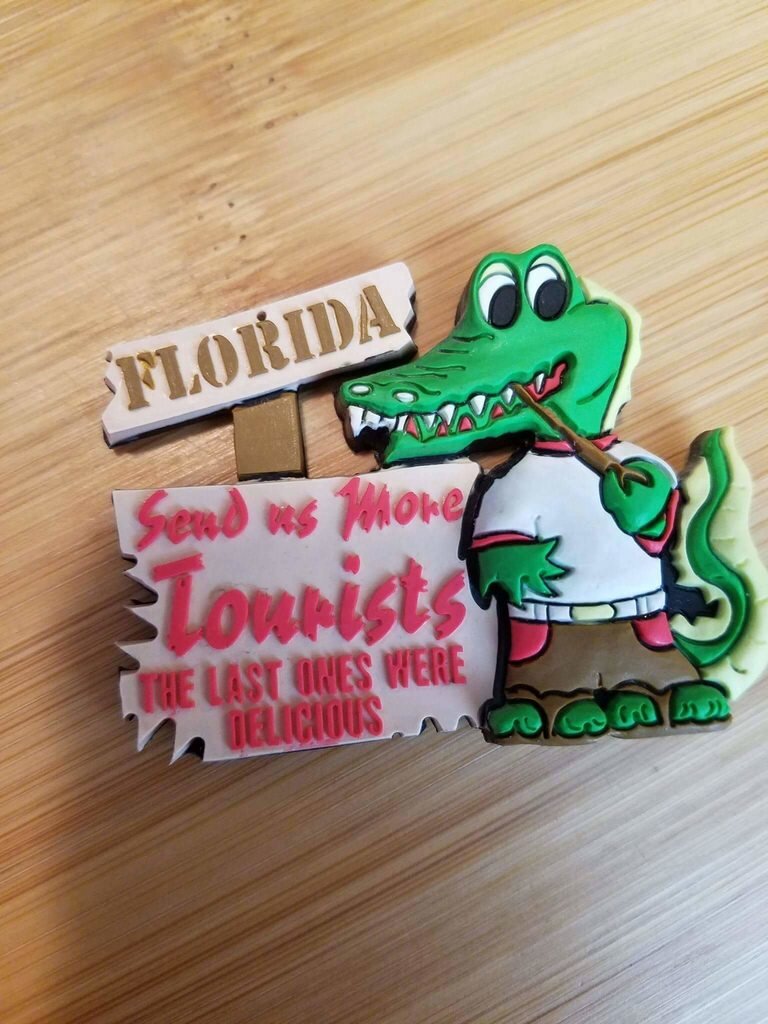 FLORIDA
Send us More
Tourists
THE LAST ONES WERE
DELICIOUS